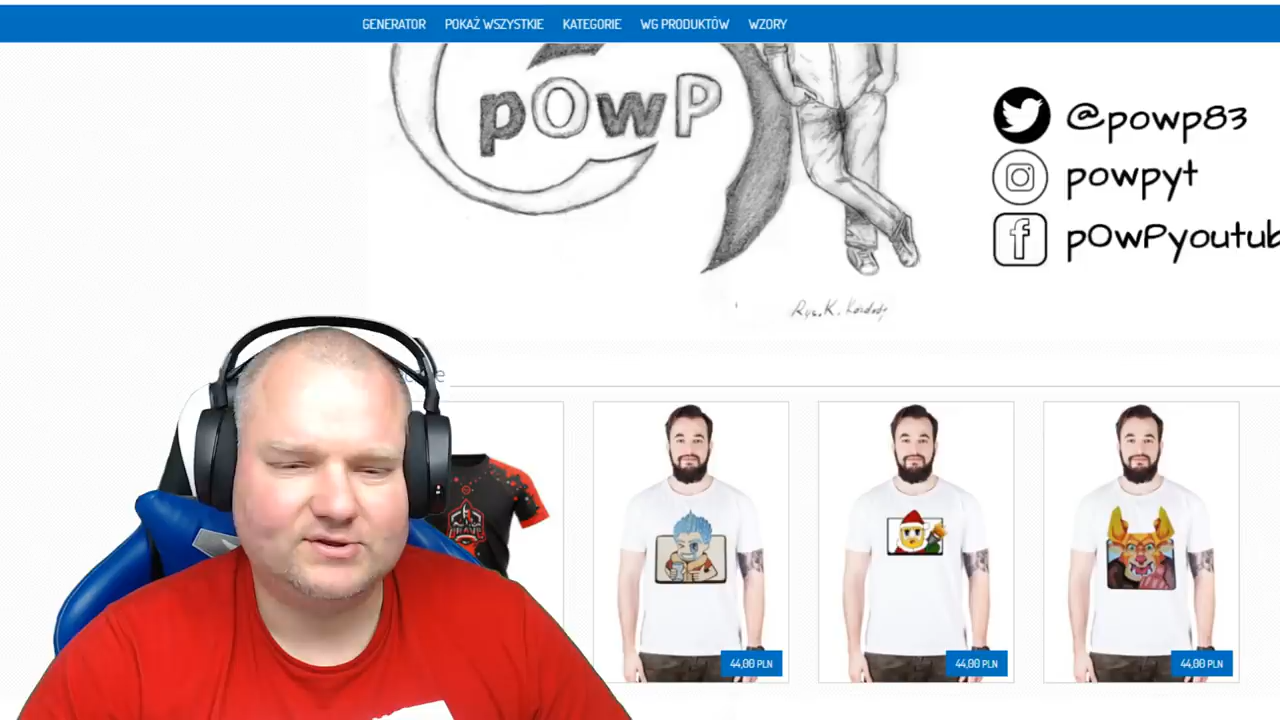 GENERATOR POKAŻ WSZYSTKIE KATEGORIE WG PRODUKTÓW WZORY
pOwP
@powp83
powpyt
pOwPyoutub
44,00 PLN 44,00 PLN 44,00 PLN